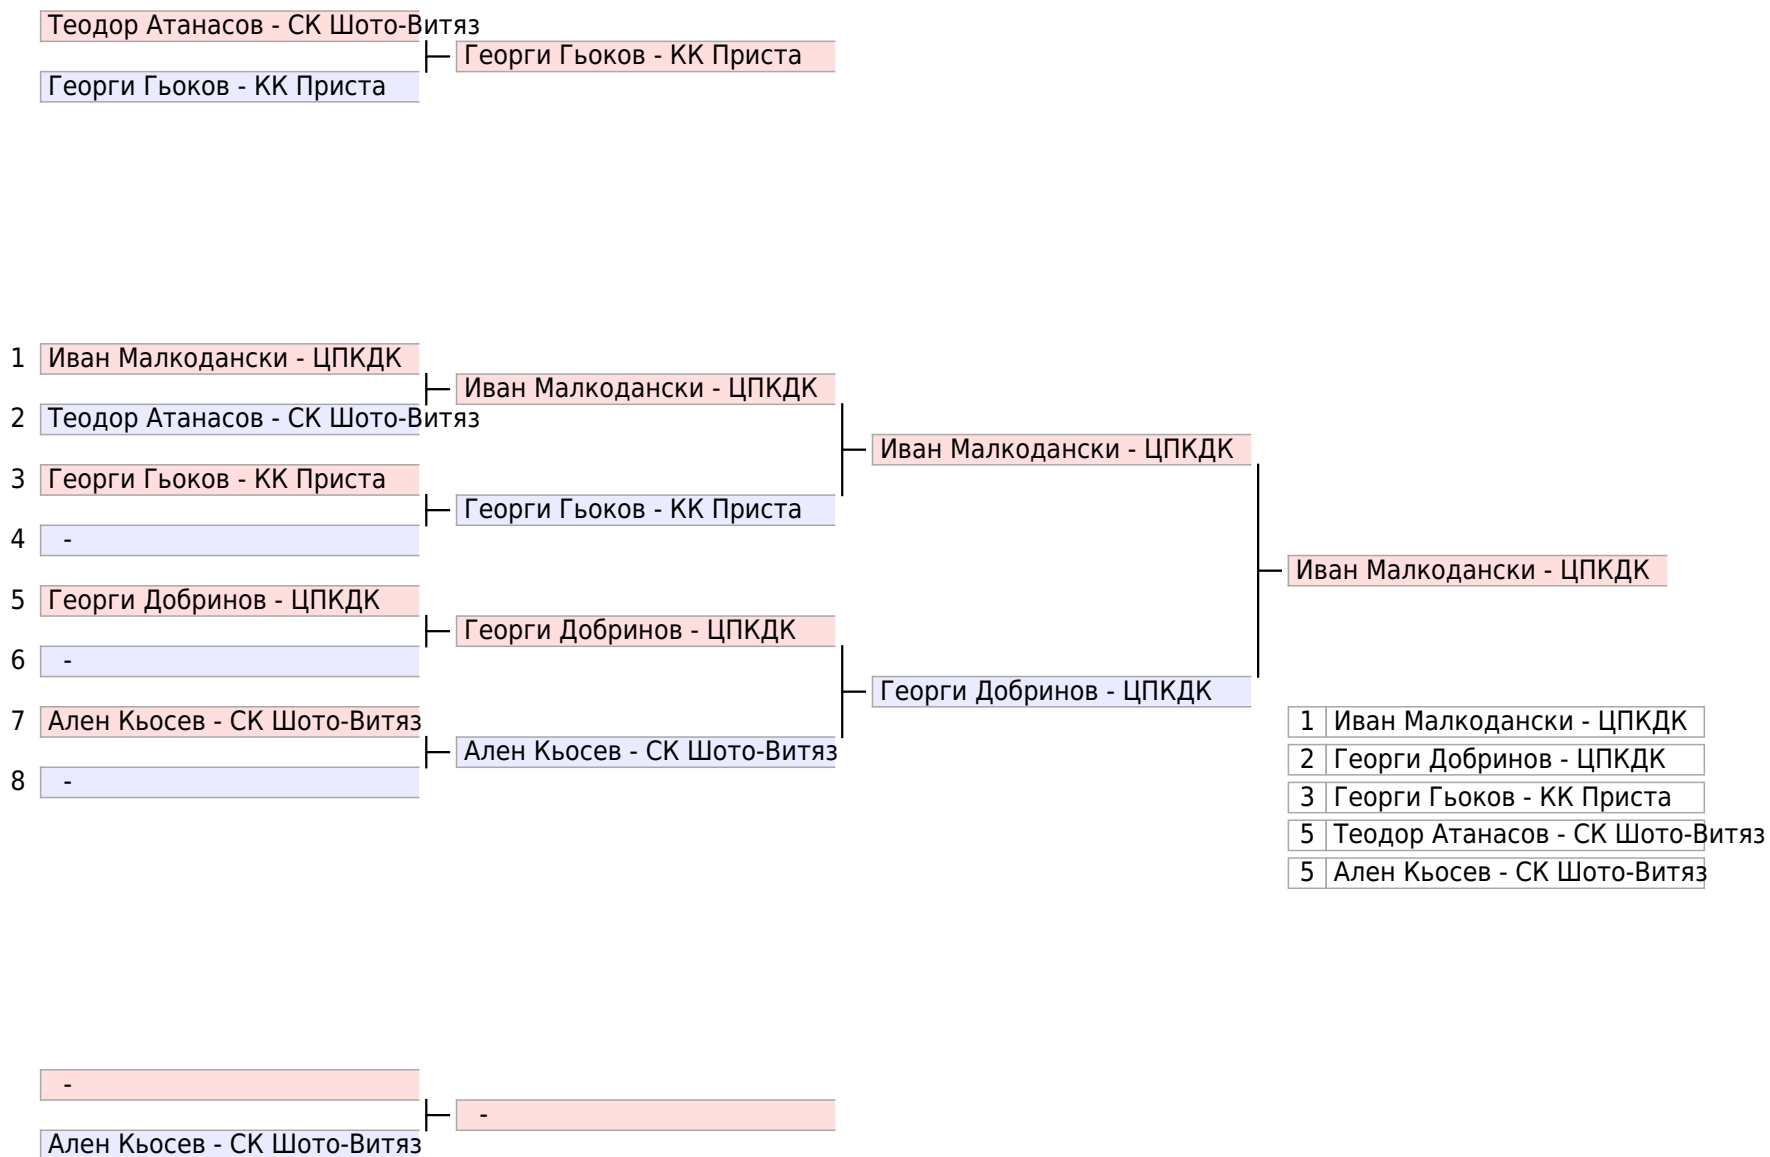 Теодор Атанасов - СК Шото-Витяз
Георги Гьоков - КК Приста
Георги Гьоков - КК Приста
1 Иван Малкодански - ЦПКДК
Иван Малкодански - ЦПКДК
2 Теодор Атанасов - СК Шото-Витяз
Иван Малкодански - ЦПКДК
3 Георги Гьоков - КК Приста
Георги Гьоков - КК Приста
4 -
Иван Малкодански - ЦПКДК
5 Георги Добринов - ЦПКДК
Георги Добринов - ЦПКДК
6 -
Георги Добринов - ЦПКДК
7 Ален Кьосев - СК Шото-Витяз
Ален Кьосев - СК Шото-Витяз
8 -
1 Иван Малкодански - ЦПКДК
2 Георги Добринов - ЦПКДК
3 Георги Гьоков - КК Приста
5 Теодор Атанасов - СК Шото-Витяз
5 Ален Кьосев - СК Шото-Витяз
-
-
Ален Кьосев - СК Шото-Витяз